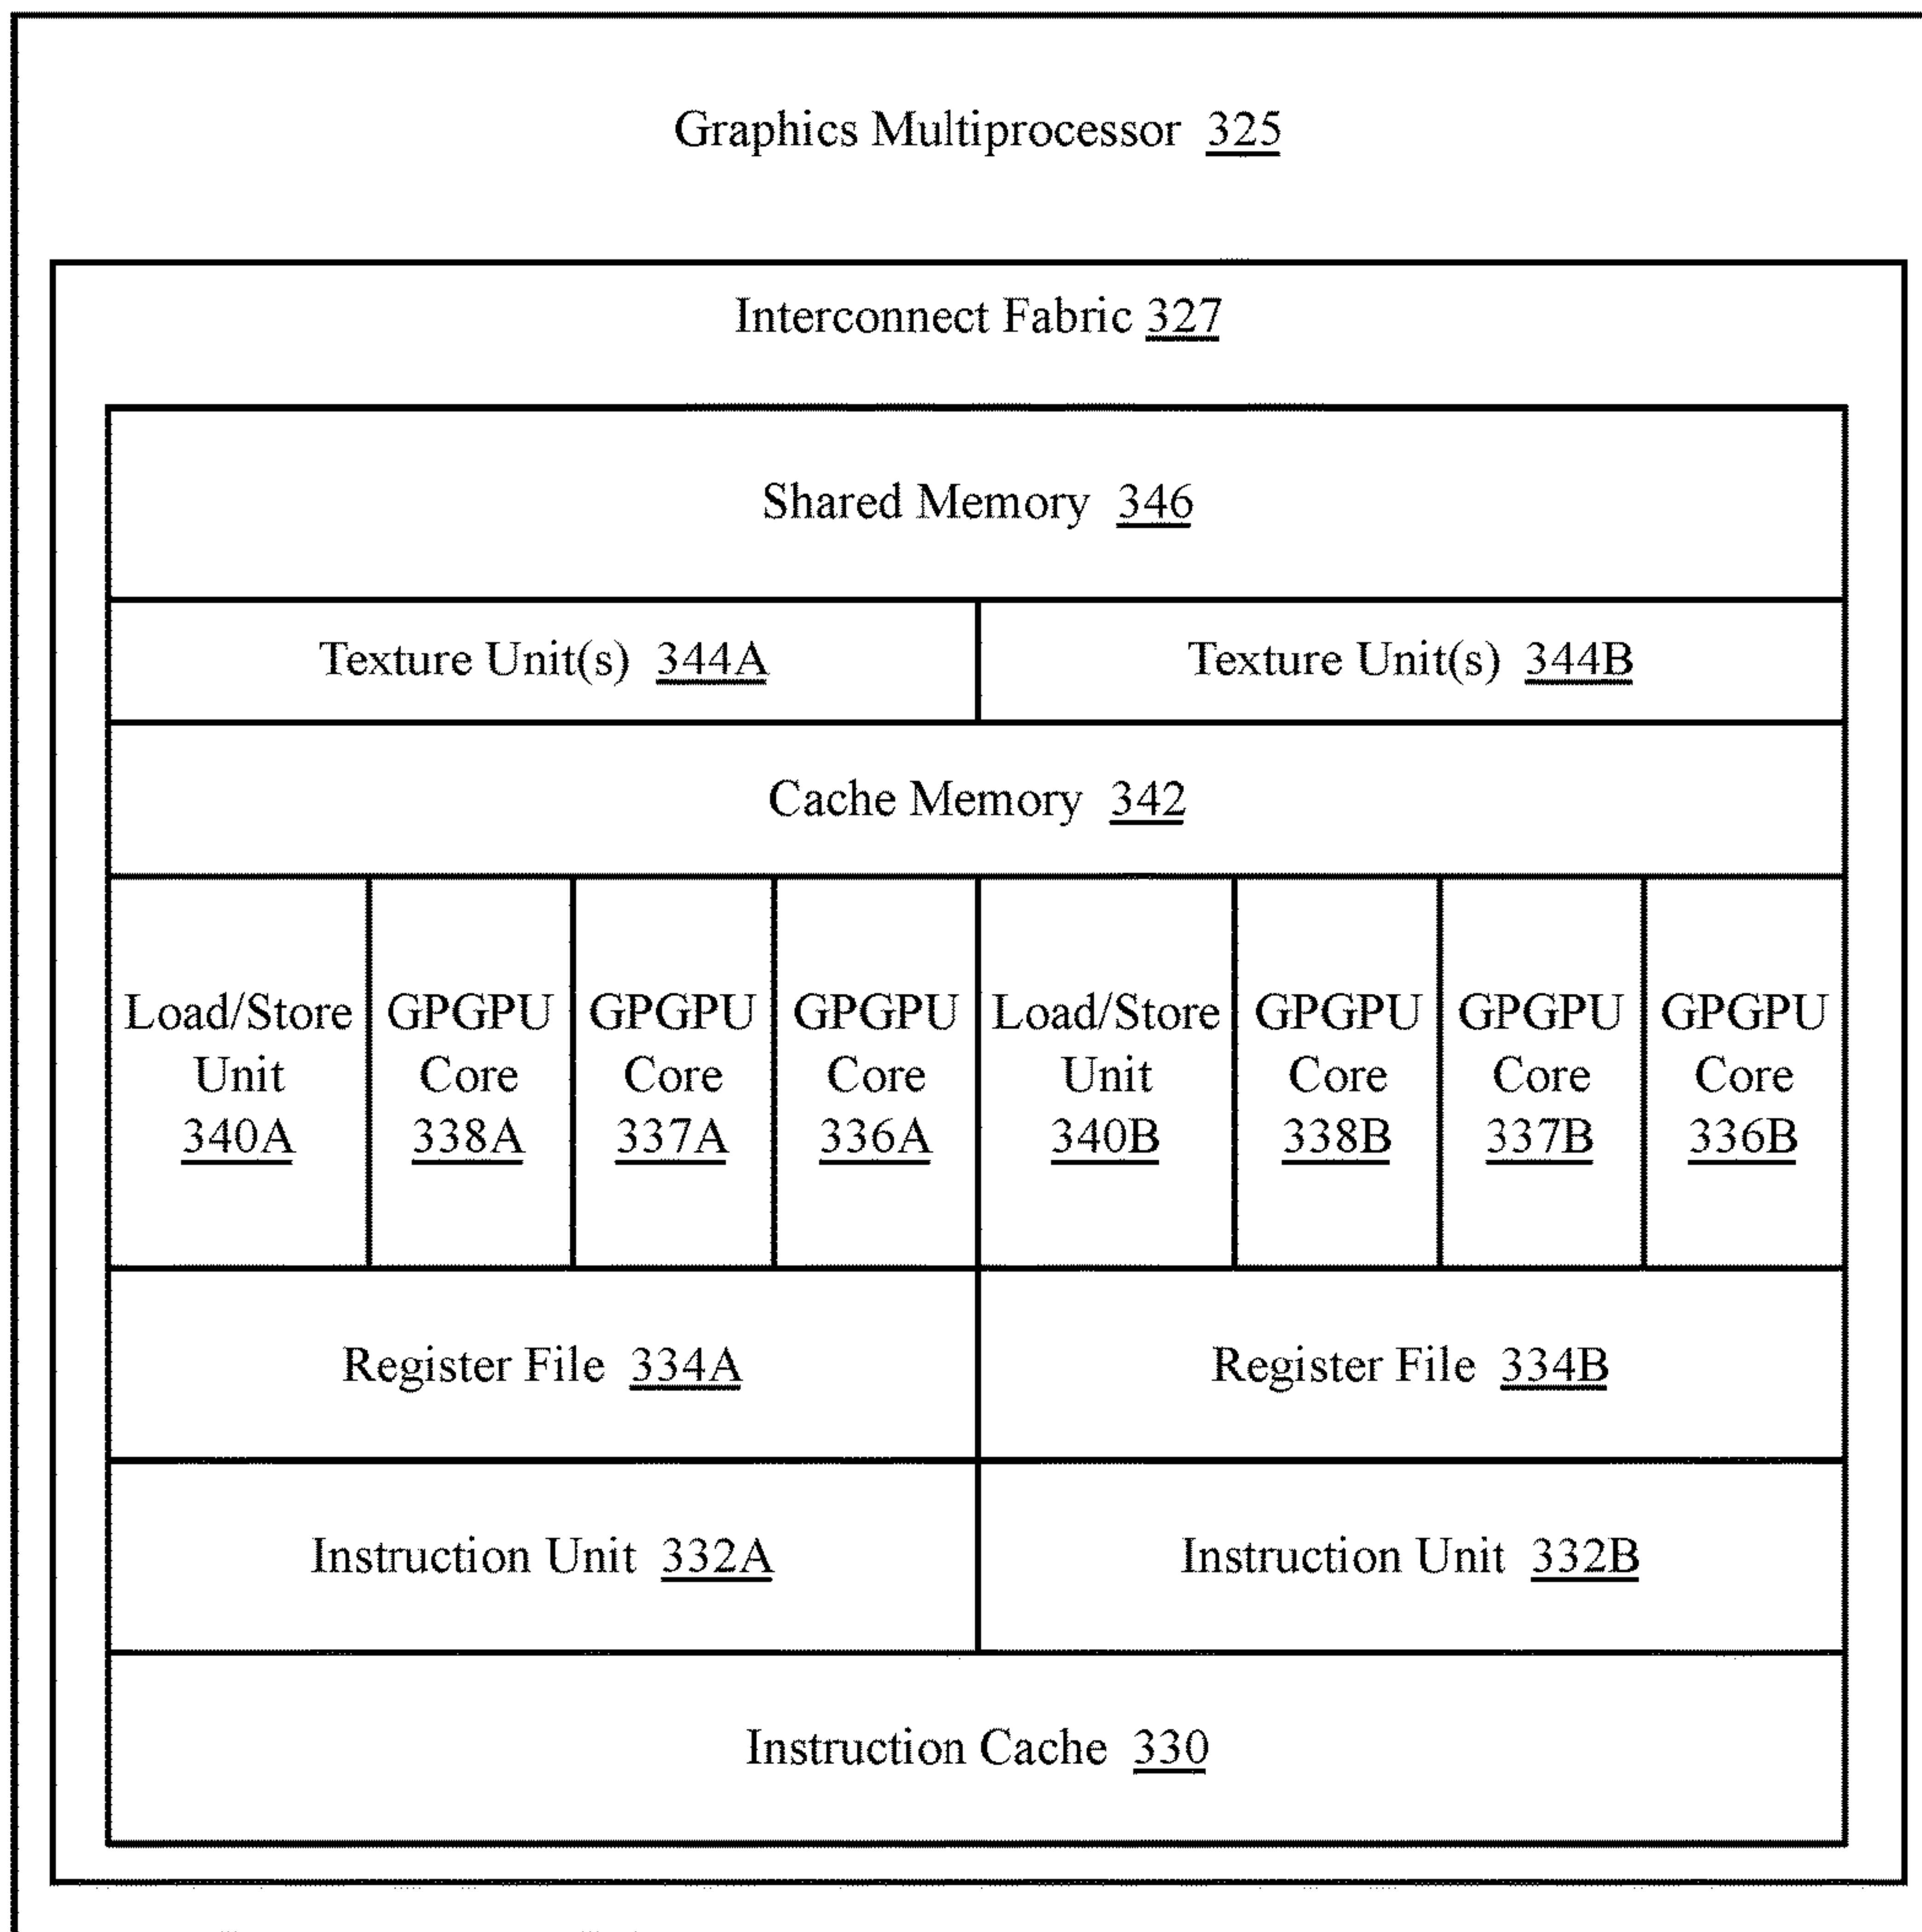 Graphics Multiprocessor 325
Interconnect Fabric 327
Shared Memory 346
Texture Unit(s) 344A
Texture Unit(s) 344B
Cache Memory 342
Load/Store
Unit
340A
GPGPU
Core
338A
GPGPU
Core
337A
GPGPU
Core
336A
Load/Store
Unit
340B
GPGPU
Core
338B
GPGPU
Core
337B
GPGPU
Core
336B
Register File 334A
Register File 334B
Instruction Unit 332A
Instruction Unit 332B
Instruction Cache 330